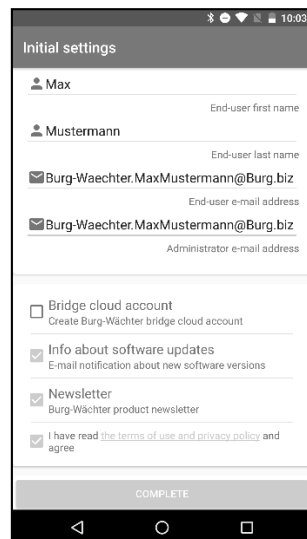 10:03
Initial settings
Max
End-user first name
Mustermann
End-user last name
Burg-Waechter.MaxMustermann@Burg.biz
End-user e-mail address
Burg-Waechter.MaxMustermann@Burg.biz
Administrator e-mail address
Bridge cloud account
Create Burg-Wächter bridge cloud account
Info about software updates
E-mail notification about new software versions
Newsletter
Burg-Wächter product newsletter
I have read the terms of use and privacy policy and
agree
COMPLETE